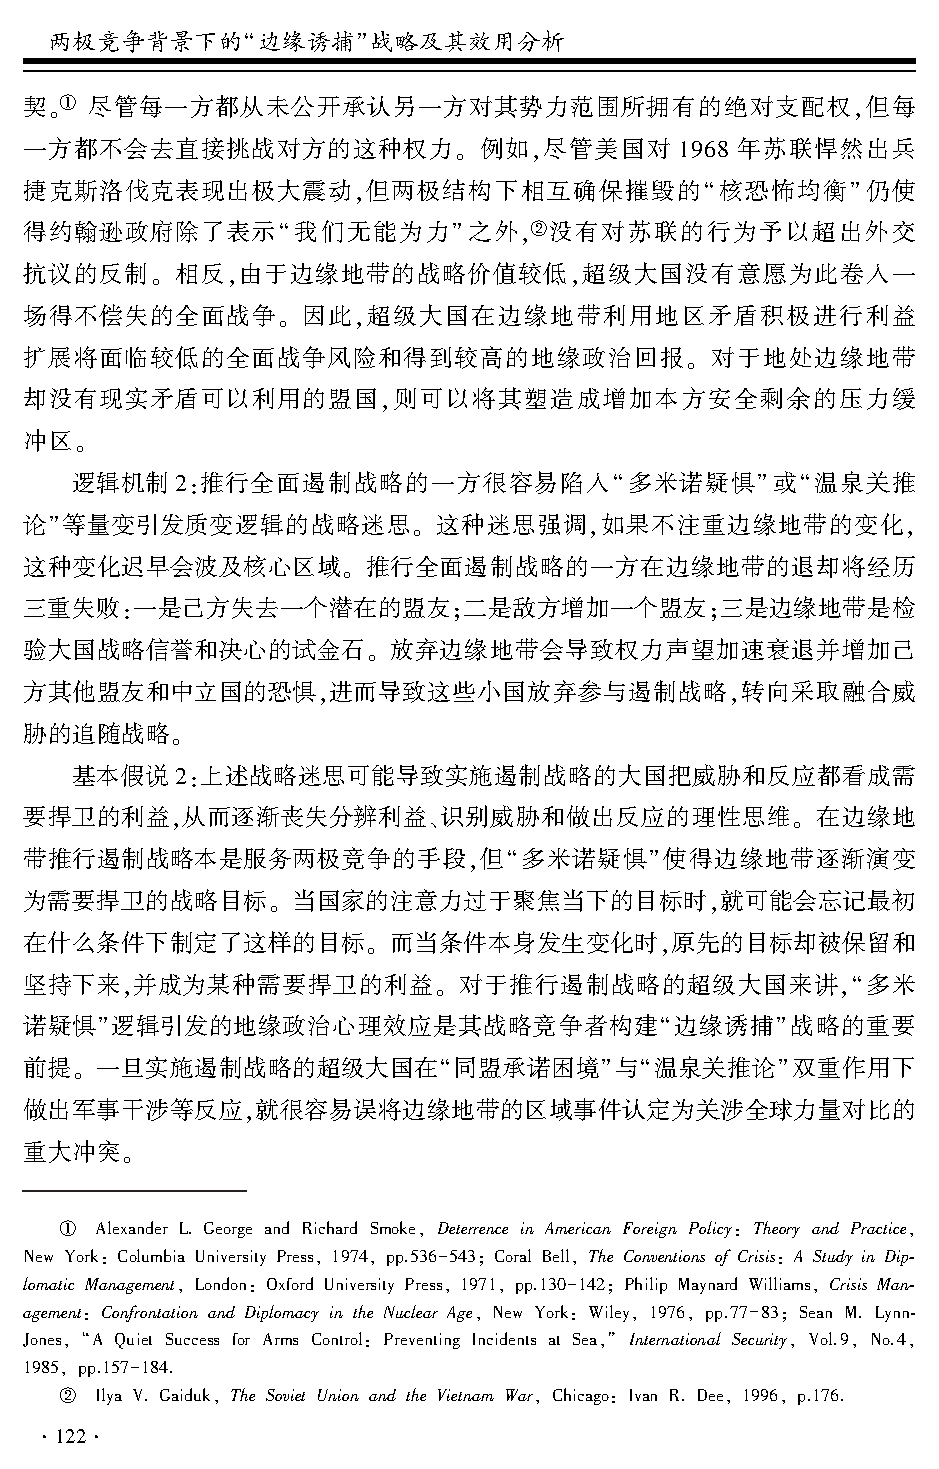 两极竞争背景下的“边缘诱捕”战略及其效用分析
契。① 尽管每一方都从未公开承认另一方对其势力范围所拥有的绝对支配权,但每
一方都不会去直接挑战对方的这种权力。例如,尽管美国对 1968 年苏联悍然出兵
捷克斯洛伐克表现出极大震动,但两极结构下相互确保摧毁的“核恐怖均衡”仍使
得约翰逊政府除了表示“我们无能为力”之外,②没有对苏联的行为予以超出外交
抗议的反制。相反,由于边缘地带的战略价值较低,超级大国没有意愿为此卷入一
场得不偿失的全面战争。因此,超级大国在边缘地带利用地区矛盾积极进行利益
扩展将面临较低的全面战争风险和得到较高的地缘政治回报。对于地处边缘地带
却没有现实矛盾可以利用的盟国,则可以将其塑造成增加本方安全剩余的压力缓
冲区。
逻辑机制 2:推行全面遏制战略的一方很容易陷入“多米诺疑惧”或“温泉关推
论”等量变引发质变逻辑的战略迷思。这种迷思强调,如果不注重边缘地带的变化,
这种变化迟早会波及核心区域。推行全面遏制战略的一方在边缘地带的退却将经历
三重失败:一是己方失去一个潜在的盟友;二是敌方增加一个盟友;三是边缘地带是检
验大国战略信誉和决心的试金石。放弃边缘地带会导致权力声望加速衰退并增加己
方其他盟友和中立国的恐惧,进而导致这些小国放弃参与遏制战略,转向采取融合威
胁的追随战略。
基本假说 2:上述战略迷思可能导致实施遏制战略的大国把威胁和反应都看成需
要捍卫的利益,从而逐渐丧失分辨利益、识别威胁和做出反应的理性思维。在边缘地
带推行遏制战略本是服务两极竞争的手段,但“多米诺疑惧”使得边缘地带逐渐演变
为需要捍卫的战略目标。当国家的注意力过于聚焦当下的目标时,就可能会忘记最初
在什么条件下制定了这样的目标。而当条件本身发生变化时,原先的目标却被保留和
坚持下来,并成为某种需要捍卫的利益。对于推行遏制战略的超级大国来讲,“多米
诺疑惧”逻辑引发的地缘政治心理效应是其战略竞争者构建“边缘诱捕”战略的重要
前提。一旦实施遏制战略的超级大国在“同盟承诺困境”与“温泉关推论”双重作用下
做出军事干涉等反应,就很容易误将边缘地带的区域事件认定为关涉全球力量对比的
重大冲突。
① Alexander L. George and Richard Smoke, Deterrence in American Foreign Policy: Theory and Practice,
New York: Columbia University Press, 1974, pp.536-543; Coral Bell, The Conventions of Crisis: A Study in Dip-
lomatic Management, London: Oxford University Press, 1971, pp.130-142; Philip Maynard Williams, Crisis Man-
agement: Confrontation and Diplomacy in the Nuclear Age, New York: Wiley, 1976, pp.77-83; Sean M. Lynn-
Jones, “A Quiet Success for Arms Control: Preventing Incidents at Sea,” International Security, Vol.9, No.4,
1985, pp.157-184.
② Ilya V. Gaiduk, The Soviet Union and the Vietnam War, Chicago: Ivan R. Dee, 1996, p.176.
· 122 ·